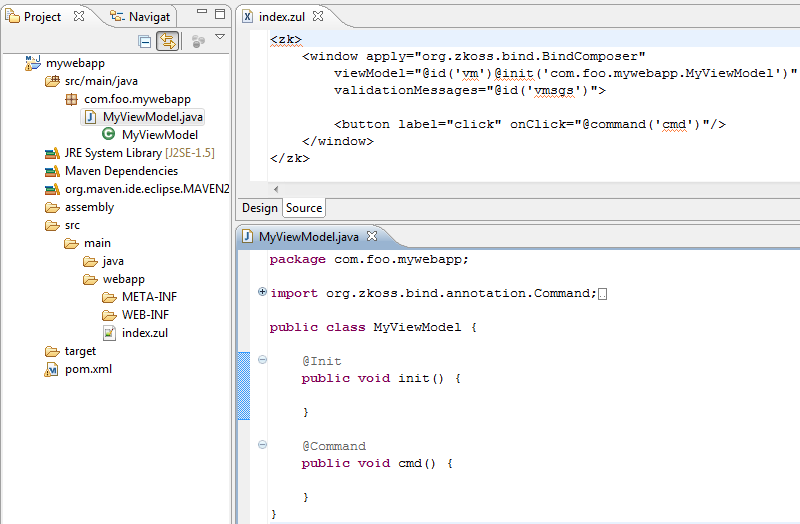 Project
Navigat
mywebapp
src/main/java
com.foo.mywebapp
MyViewModel.java
MyViewModel
JRE System Library [J2SE-1.5]
Maven Dependencies
org.maven.ide.eclipse.MAVEN2
assembly
src
main
java
webapp
META-INF
WEB-INF
index.zul
target
pom.xml
index.zul
<zk>
<window apply="org.zkoss.bind.BindComposer"
viewModel="@id('vm')@init('com.foo.mywebapp.MyViewModel')"
validationMessages="@id('vmsgs')">
<button label="click" onClick="@command('cmd')"/>
</window>
</zk>
Design Source
MyViewModel.java
package com.foo.mywebapp;
import org.zkoss.bind.annotation.Command;
public class MyViewModel {
@Init
public void init() {
}
@Command
public void cmd() {
}
}